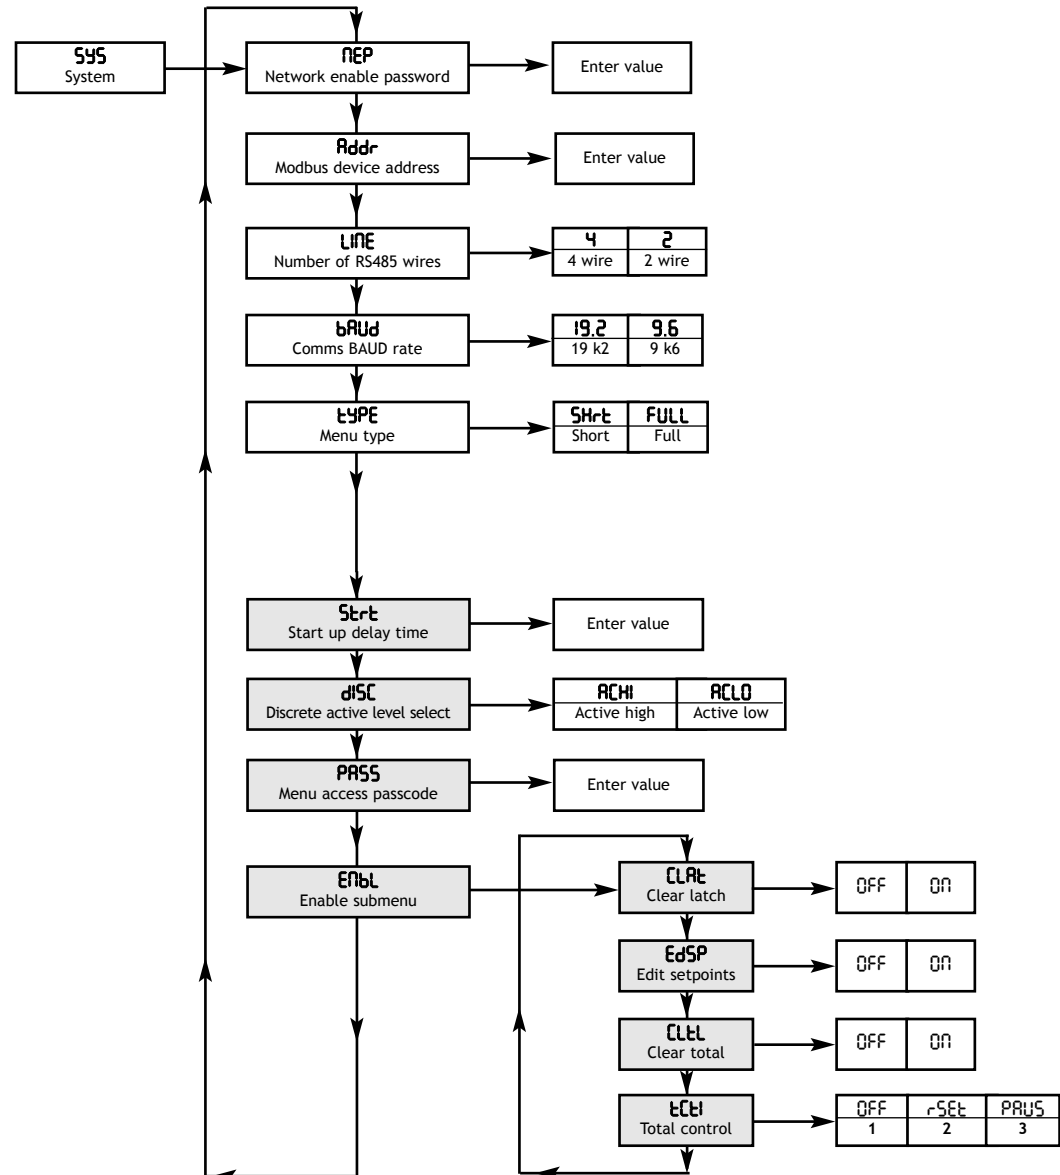 SYS
System
NEP
Network enable password
Enter value
Addr
Modbus device address
Enter value
LINE
Number of RS485 wires
4 2
4 wire 2 wire
bAUd
Comms BAUD rate
19.2 9.6
19 k2 9 k6
tYPE
Menu type
SHrt FULL
Short Full
Strt
Start up delay time
Enter value
dISC
Discrete active level select
ACHI ACLO
Active high Active low
PASS
Menu access passcode
Enter value
ENbL
Enable submenu
CLAt
Clear latch
OFF ON
EdSP
Edit setpoints
OFF ON
CLtL
Clear total
OFF ON
tCtl
Total control
OFF rSEt PAUS
1 2 3